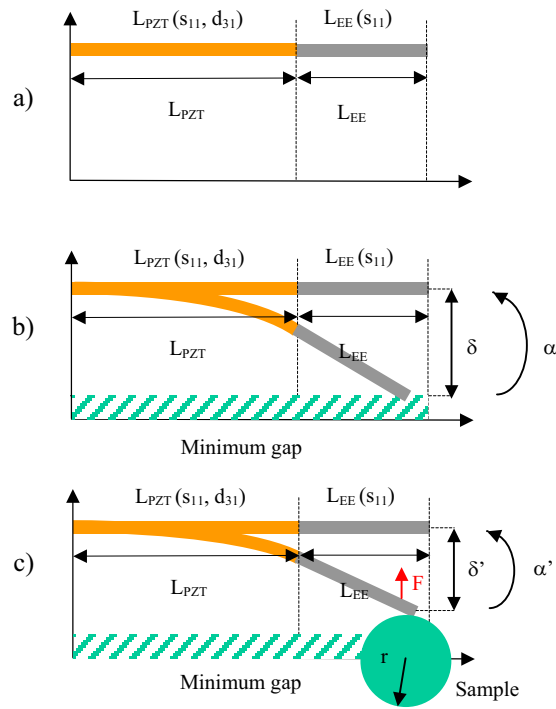 L_PZT (s_11, d_31) L_EE (s_11)
a)
L_PZT L_EE
L_PZT (s_11, d_31) L_EE (s_11)
b)
L_PZT L_EE δ α
Minimum gap
L_PZT (s_11, d_31) L_EE (s_11)
c)
L_PZT L_EE F δ’ α’
r
Minimum gap Sample